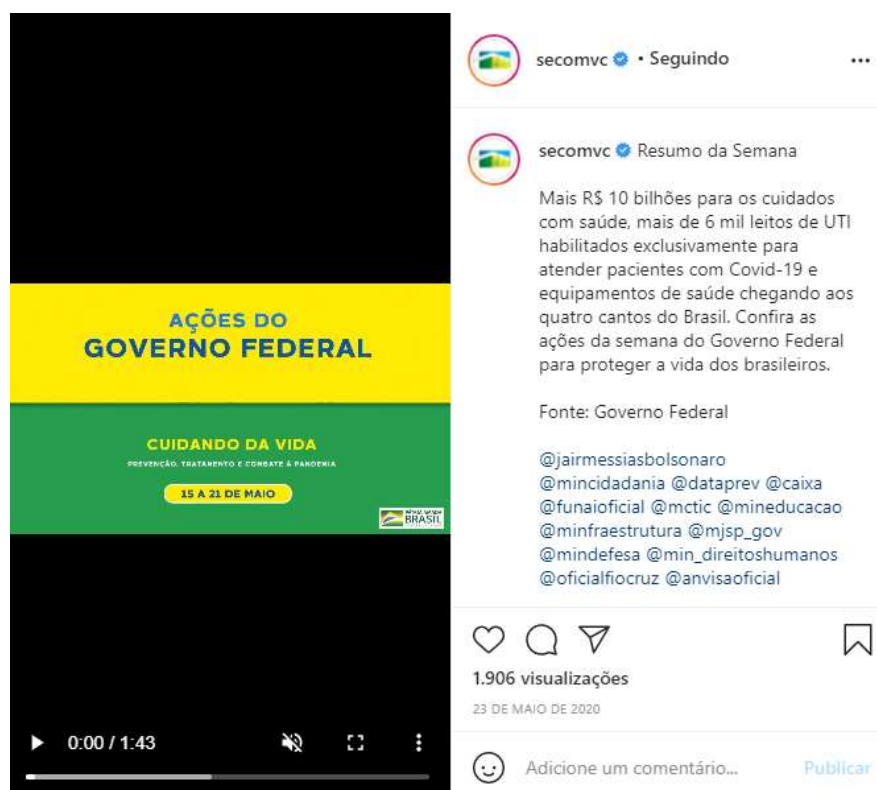 AÇÕES DO
GOVERNO FEDERAL
CUIDANDO DA VIDA
PREVENÇÃO, TRATAMENTO E COMBATE À PANDEMIA
15 A 21 DE MAIO
PÁTRIA AMADA
BRASIL
0:00 / 1:43
secomvc • Seguindo
secomvc Resumo da Semana
Mais R$ 10 bilhões para os cuidados
com saúde, mais de 6 mil leitos de UTI
habilitados exclusivamente para
atender pacientes com Covid-19 e
equipamentos de saúde chegando aos
quatro cantos do Brasil. Confira as
ações da semana do Governo Federal
para proteger a vida dos brasileiros.
Fonte: Governo Federal
@jairmessiasbolsonaro
@mincidadania @dataprev @caixa
@funaioficial @mctic @mineducacao
@minfraestrutura @mjsp_gov
@mindefesa @min_direitoshumanos
@oficialfiocruz @anvisaoficial
1.906 visualizações
23 DE MAIO DE 2020
Adicione um comentário... Publicar